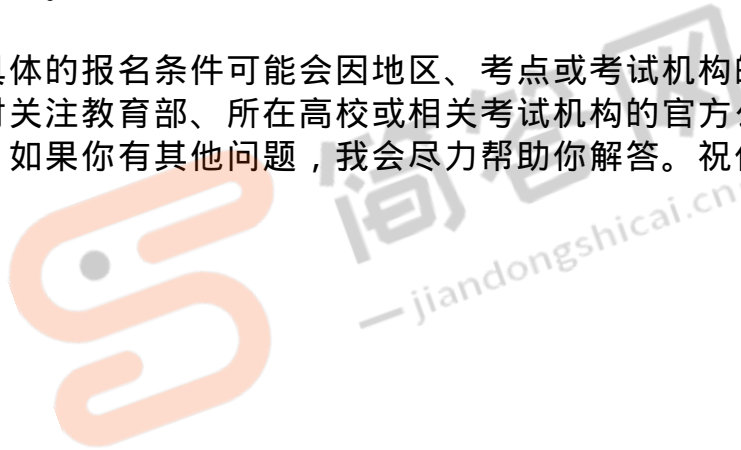 体的报名条件可能会因地区、考点或考试机构的
关注教育部、所在高校或相关考试机构的官方
如果你有其他问题，我会尽力帮助你解答。祝
简答网
—jiandongshicai.cn